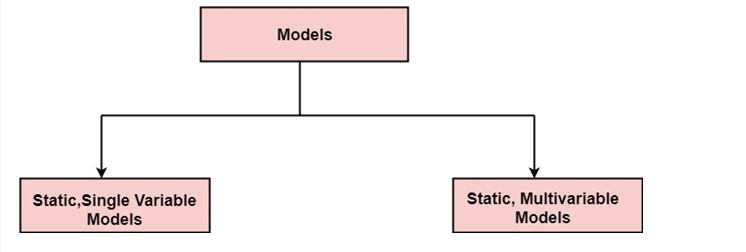 Models
Static,Single Variable
Models
Static, Multivariable
Models